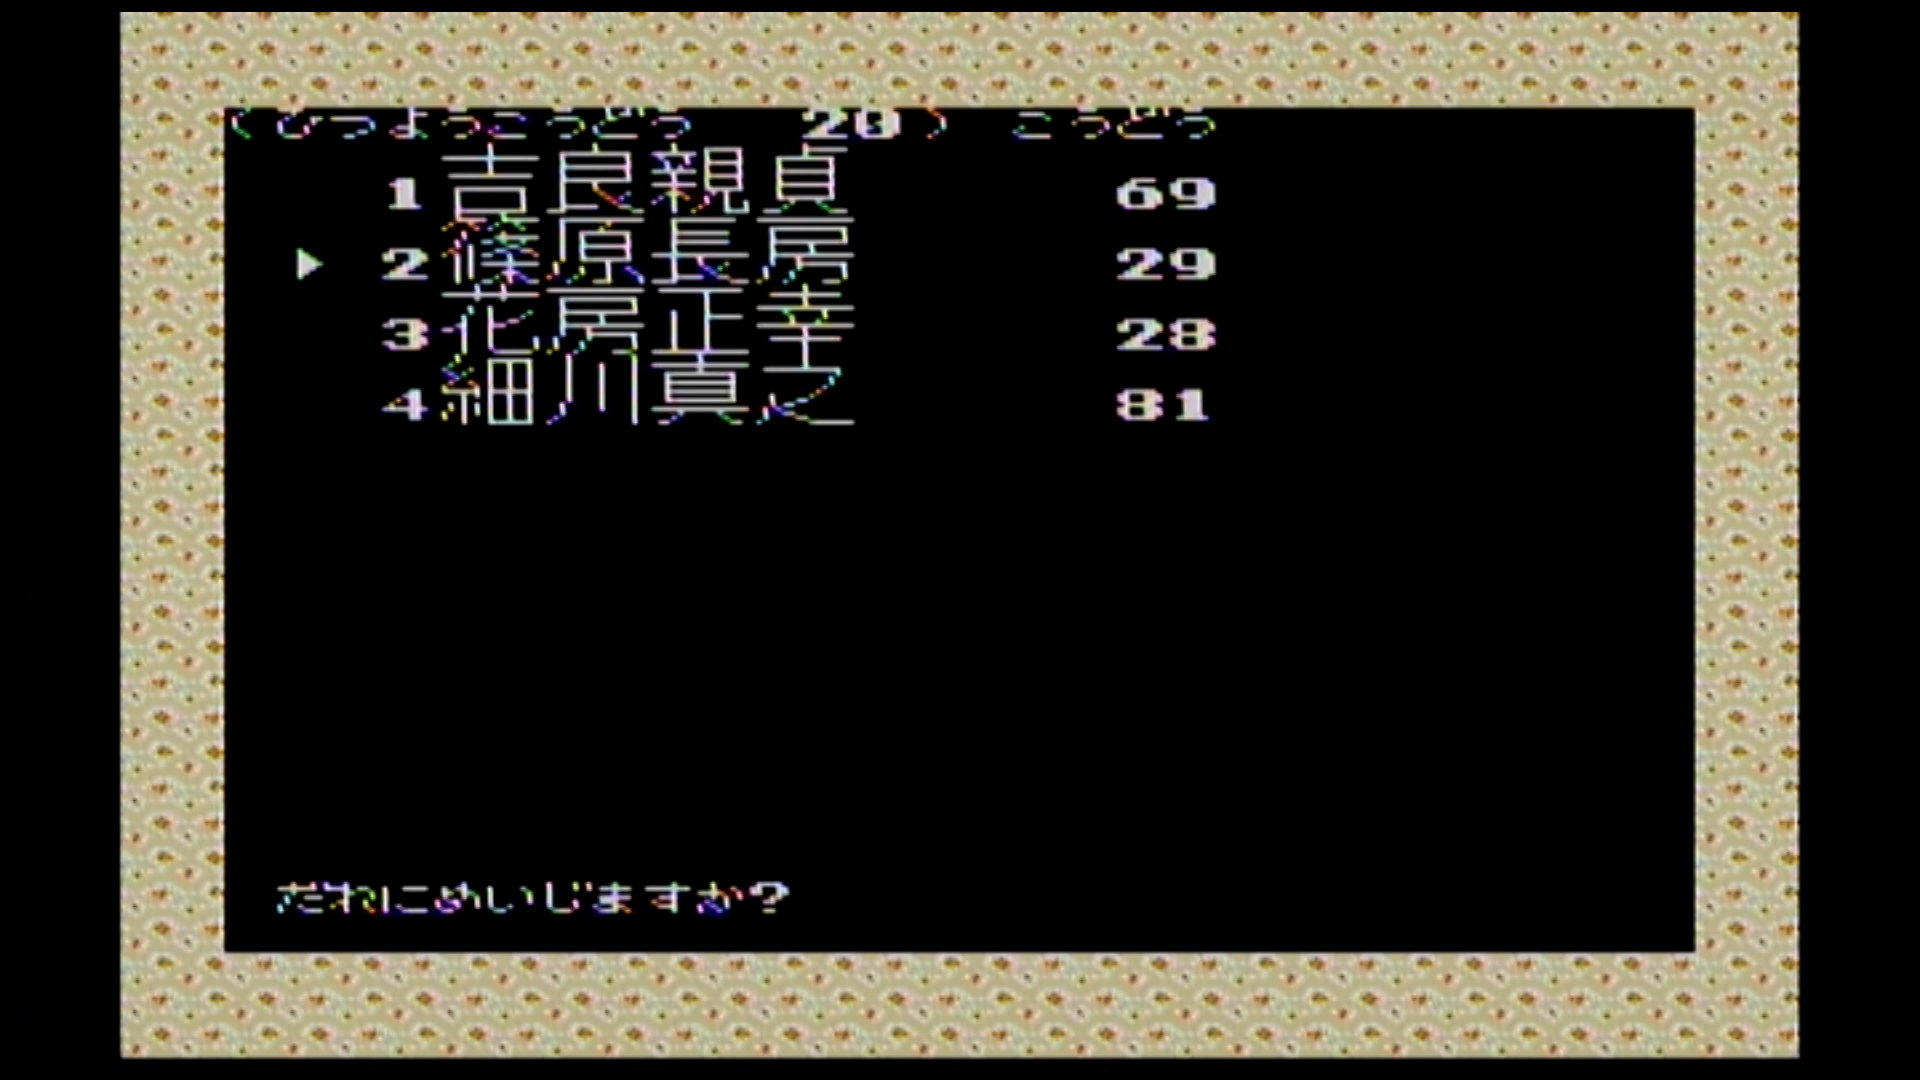 (ひつようこうどう 20) こうどう
1 吉良親貞 69
▶ 2 篠原長房 29
3 花房正幸 28
4 細川真之 81
だれにめいじますか?